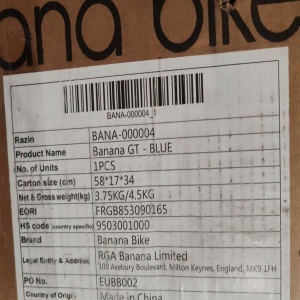 ana bike
BANA-000004_1
Razin BANA-000004
Product Name Banana GT - BLUE
No. of Units 1PCS
Carton size (cm) 58*17*34
Net & Gross weight(kg) 3.75KG/4.5KG
EORI FRGB853090165
HS code (country specific) 9503001000
Brand Banana Bike
Legal Entity & Address RGA Banana Limited
100 Avebury Boulevard, Milton Keynes, England, MK9 1FH
PO No. EUBB002
Country of Origin Made in China